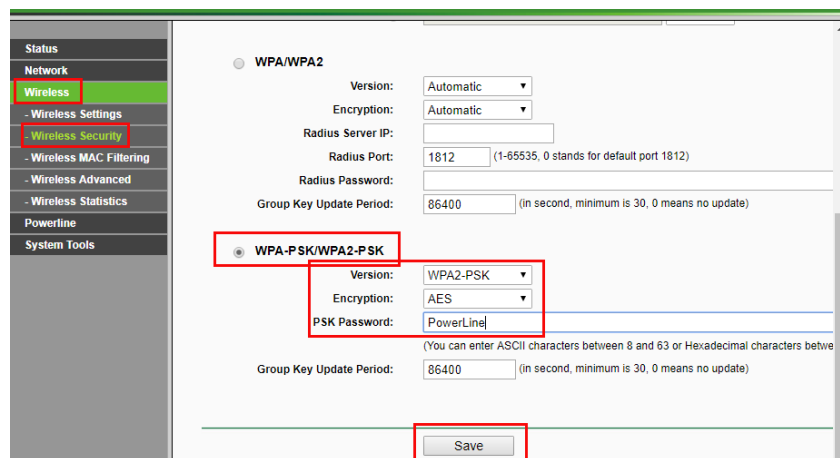 Status
Network
Wireless
- Wireless Settings
- Wireless Security
- Wireless MAC Filtering
- Wireless Advanced
- Wireless Statistics
Powerline
System Tools
WPA/WPA2
Version: Automatic
Encryption: Automatic
Radius Server IP:
Radius Port: 1812 (1-65535, 0 stands for default port 1812)
Radius Password:
Group Key Update Period: 86400 (in second, minimum is 30, 0 means no update)
WPA-PSK/WPA2-PSK
Version: WPA2-PSK
Encryption: AES
PSK Password: PowerLine
(You can enter ASCII characters between 8 and 63 or Hexadecimal characters betwe
Group Key Update Period: 86400 (in second, minimum is 30, 0 means no update)
Save